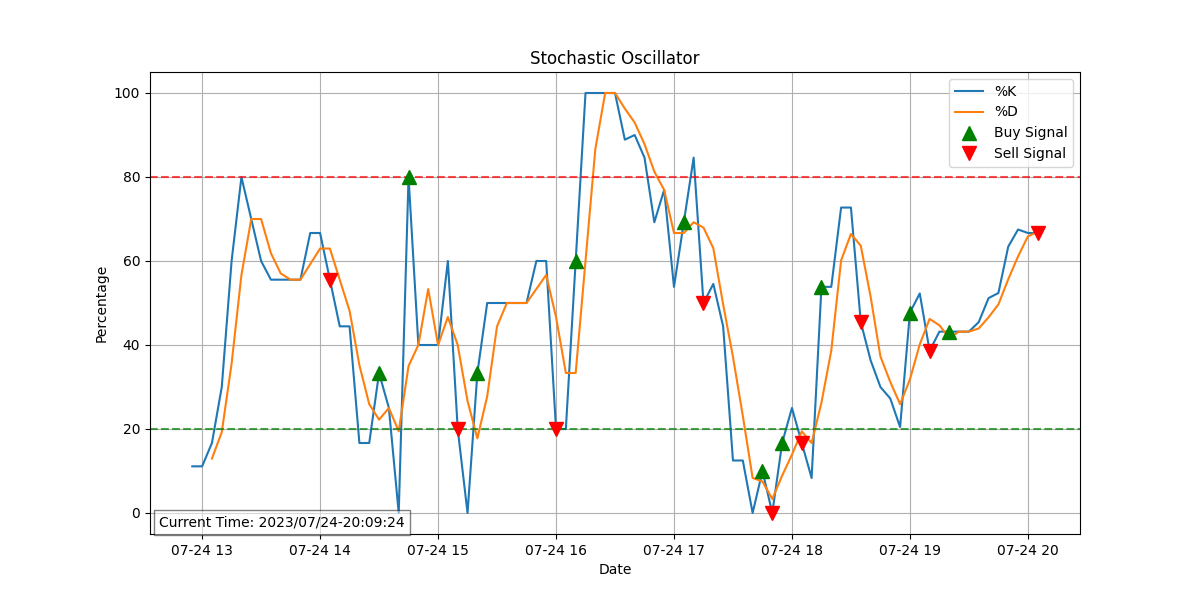 Stochastic Oscillator
%K
%D
Buy Signal
Sell Signal
100
80
60
40
20
0
Percentage
Current Time: 2023/07/24-20:09:24
07-24 13 07-24 14 07-24 15 07-24 16 07-24 17 07-24 18 07-24 19 07-24 20
Date